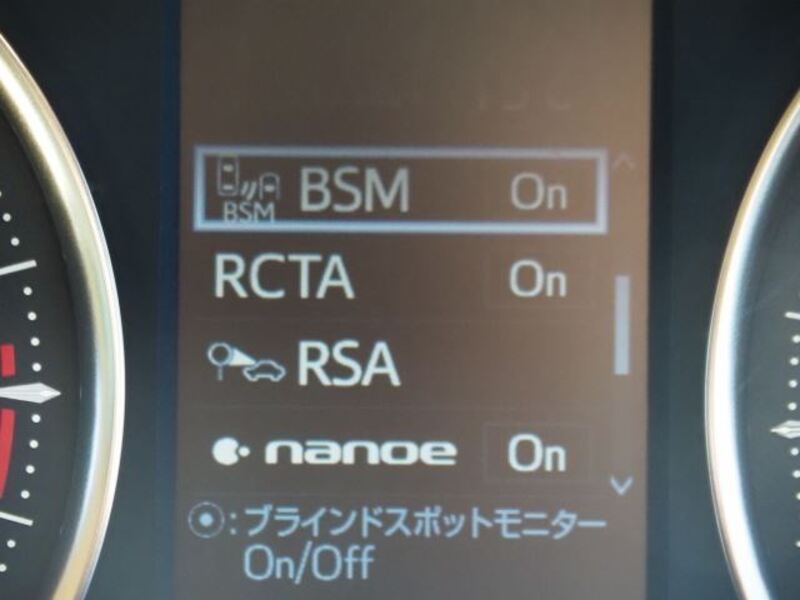 BSM BSM On
RCTA On
RSA
nanoe On
: ブラインドスポットモニター
On/Off